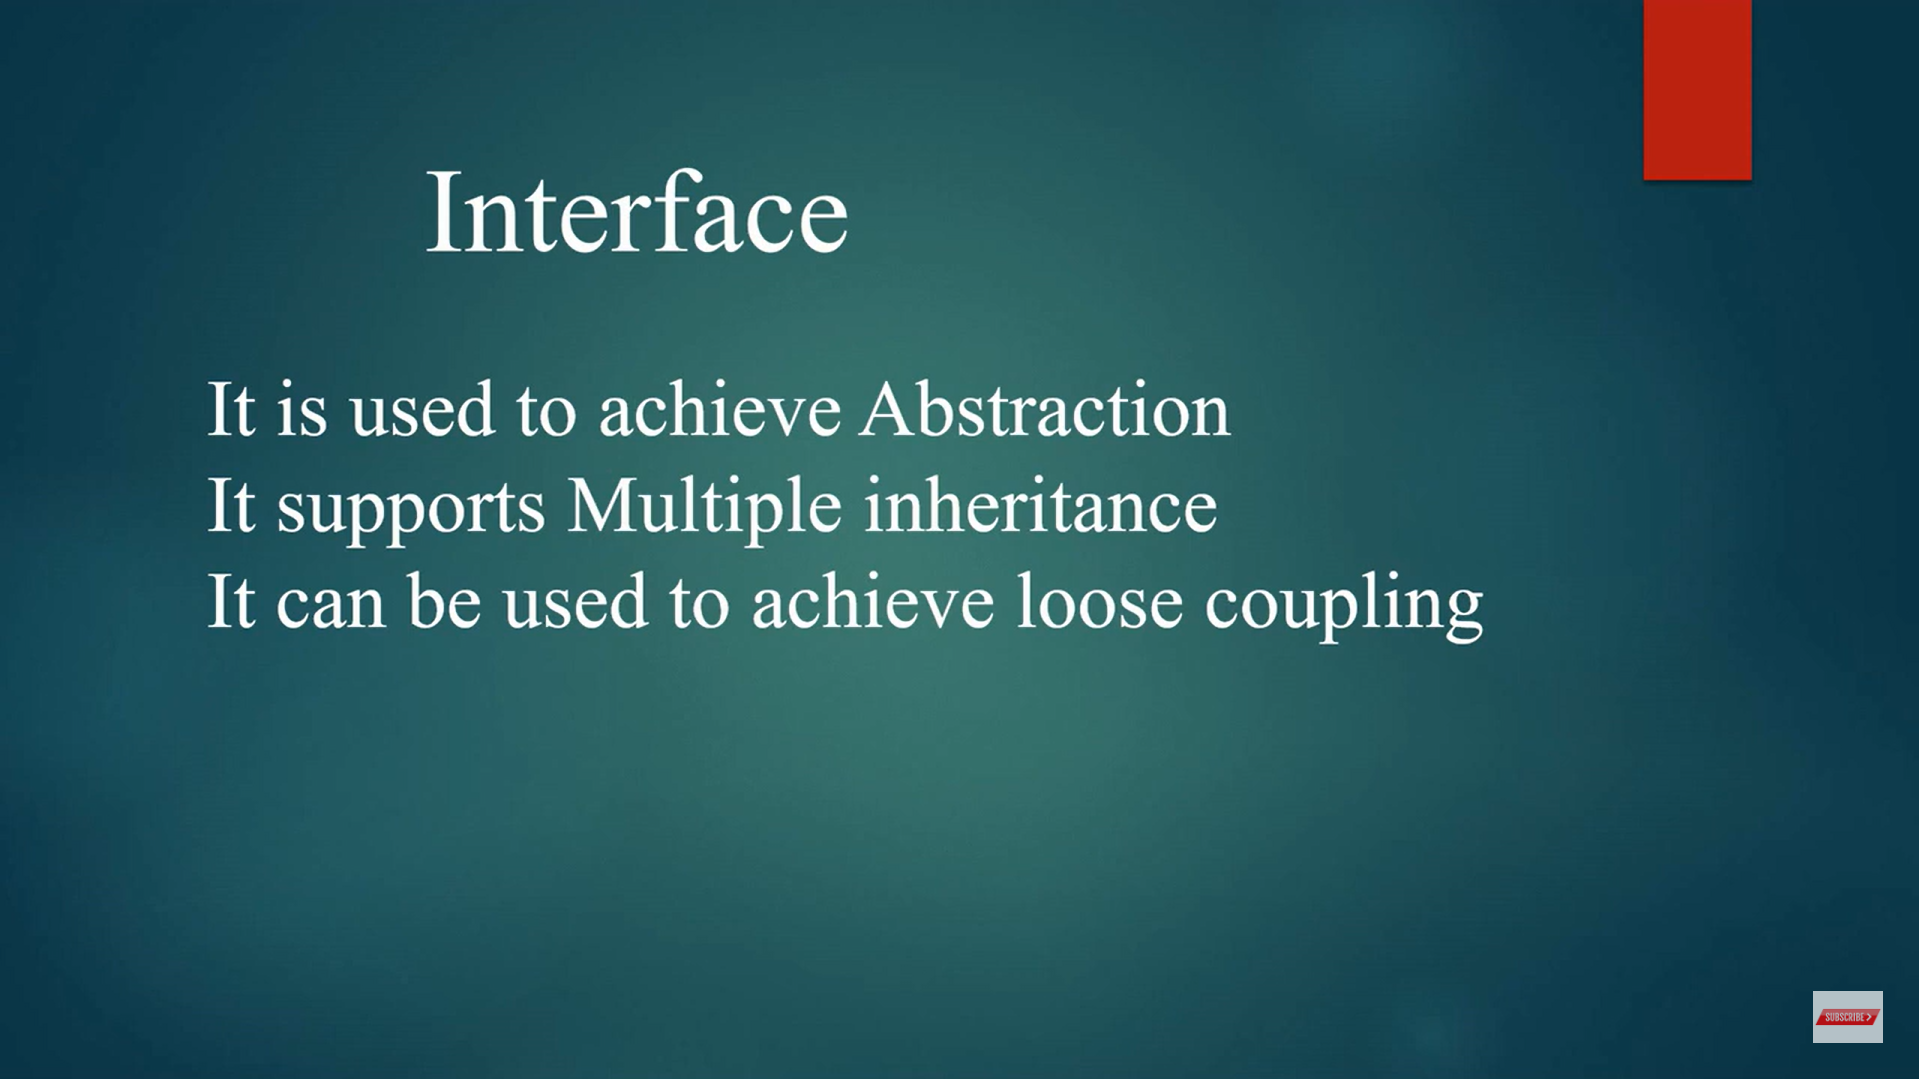 Interface
It is used to achieve Abstraction
It supports Multiple inheritance
It can be used to achieve loose coupling
SUBSCRIBE